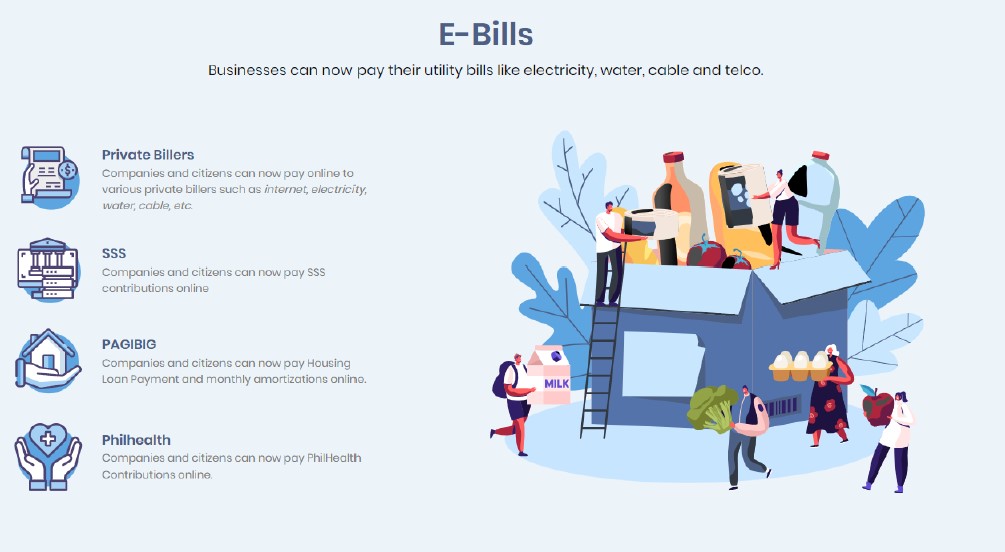 E-Bills
Businesses can now pay their utility bills like electricity, water, cable and telco.
Private Billers
Companies and citizens can now pay online to
various private billers such as internet, electricity,
water, cable, etc.
SSS
Companies and citizens can now pay SSS
contributions online
PAGIBIG
Companies and citizens can now pay Housing
Loan Payment and monthly amortizations online.
Philhealth
Companies and citizens can now pay PhilHealth
Contributions online.
MILK